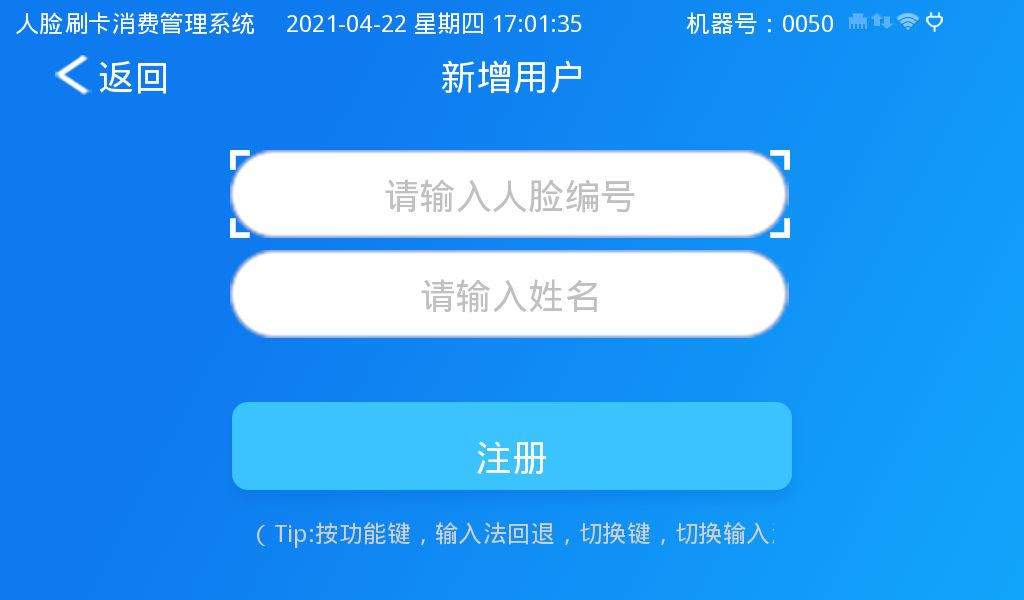 人脸刷卡消费管理系统 2021-04-22 星期四 17:01:35 机器号：0050
返回 新增用户
请输入人脸编号
请输入姓名
注册
（Tip:按功能键，输入法回退，切换键，切换输入